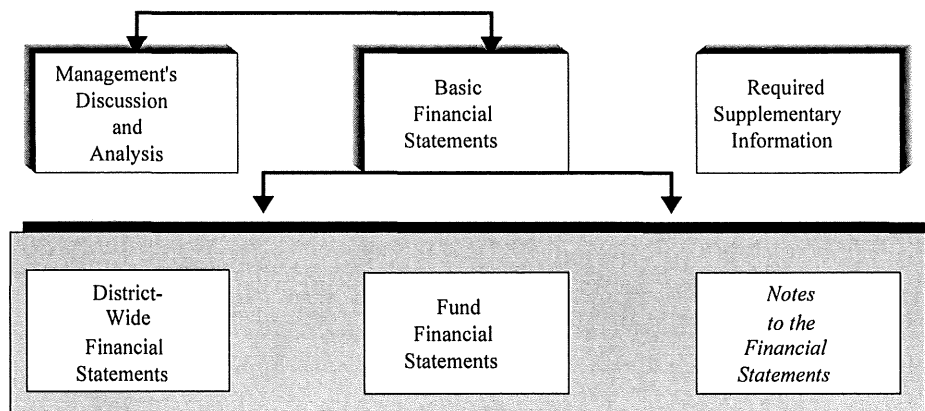 Management's
Discussion
and
Analysis
Basic
Financial
Statements
Required
Supplementary
Information
District-
Wide
Financial
Statements
Fund
Financial
Statements
Notes
to the
Financial
Statements